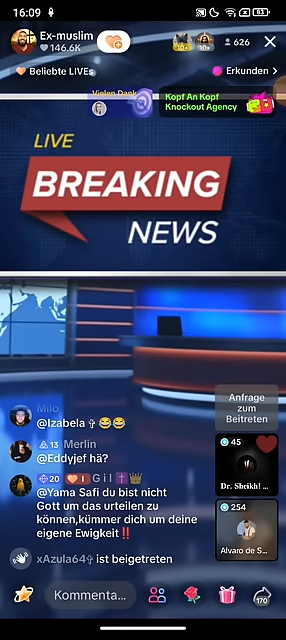 16:09
83
Ex-muslim
146.6K
10+
10+
626
Beliebte LIVEs
Erkunden >
Vielen Dank
Kopf An Kopf
Knockout Agency
LIVE
BREAKING
NEWS
Milo
@Izabela ✞ 😂😂
13 Merlin
@Eddyjef hä?
20 I G i l ✝️👑
@Yama Safi du bist nicht
Gott um das urteilen zu
können,kümmer dich um deine
eigene Ewigkeit‼️
xAzula64✞ ist beigetreten
Anfrage
zum
Beitreten
45
Dr. Sheikh! ...
254
Alvaro de S...
Kommenta...
170